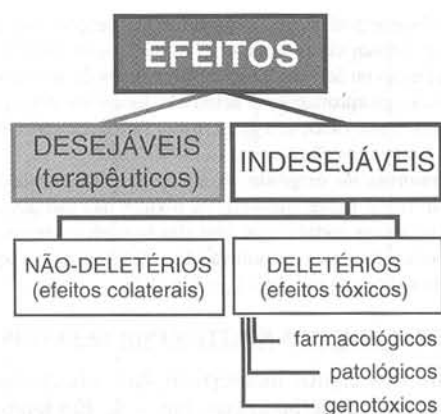 EFEITOS
DESEJÁVEIS
(terapêuticos)
INDESEJÁVEIS
NÃO-DELETÉRIOS
(efeitos colaterais)
DELETÉRIOS
(efeitos tóxicos)
farmacológicos
patológicos
genotóxicos